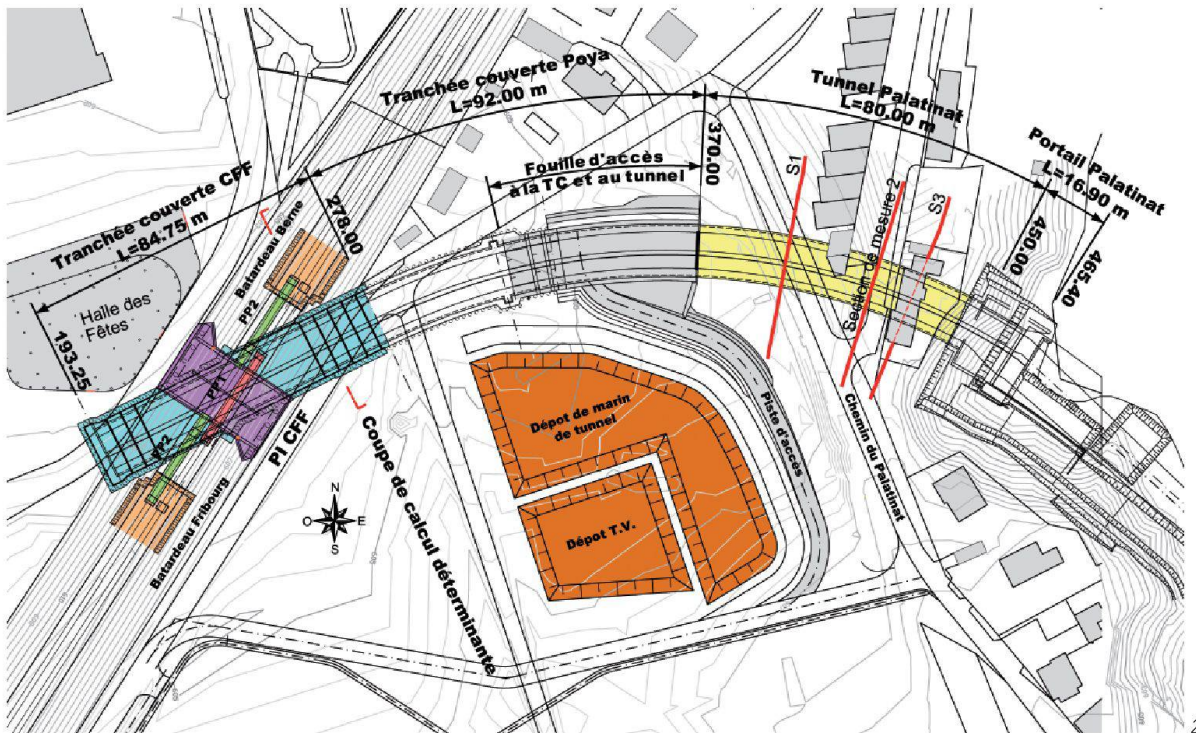 Tranchée couverte Poya
L=92.00 m
Tunnel Palatinat
L=80.00 m
Portail Palatinat
L=16.90 m
Tranchée couverte CFF
L=84.75 m
Fouille d'accès
à la TC et au tunnel
370.00
278.00
193.25
450.00
465.40
S1
Section de mesure 2
S3
Halle des
Fêtes
Batardeau Berne
PP2
PP1
PP2
PI CFF
Batardeau Fribourg
Coupe de calcul déterminante
N
O
E
S
Dépot de marin
de tunnel
Dépot T.V.
Piste d'accès
Chemin du Palatinat
2